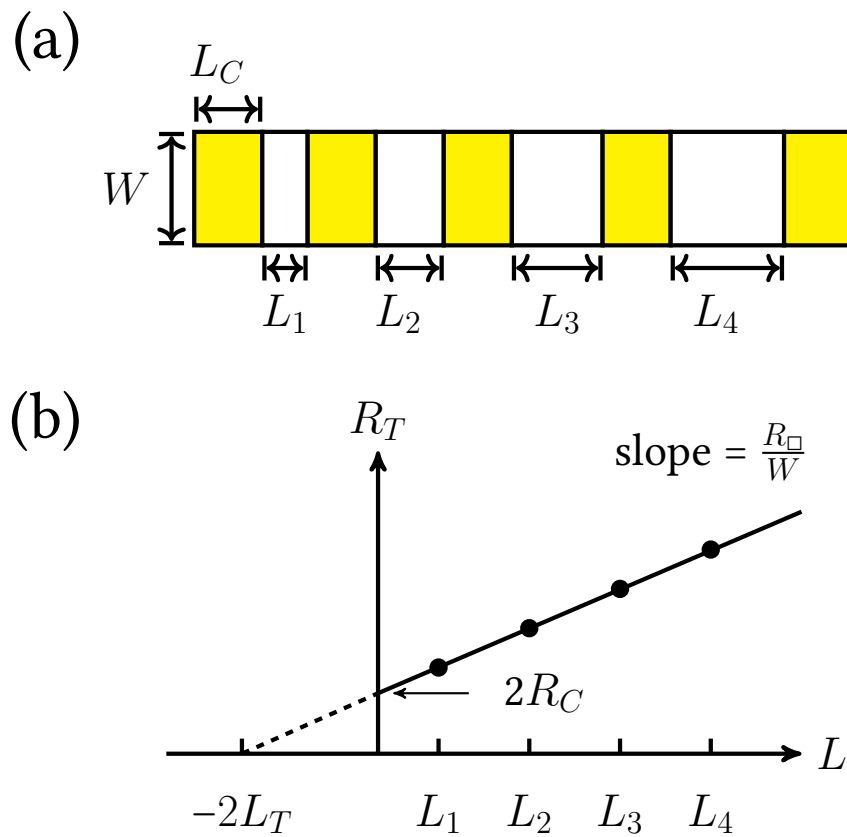 (a)
L_C
W
L_1 L_2 L_3 L_4
(b)
R_T
slope = R_□/W
2R_C
L
−2L_T L_1 L_2 L_3 L_4